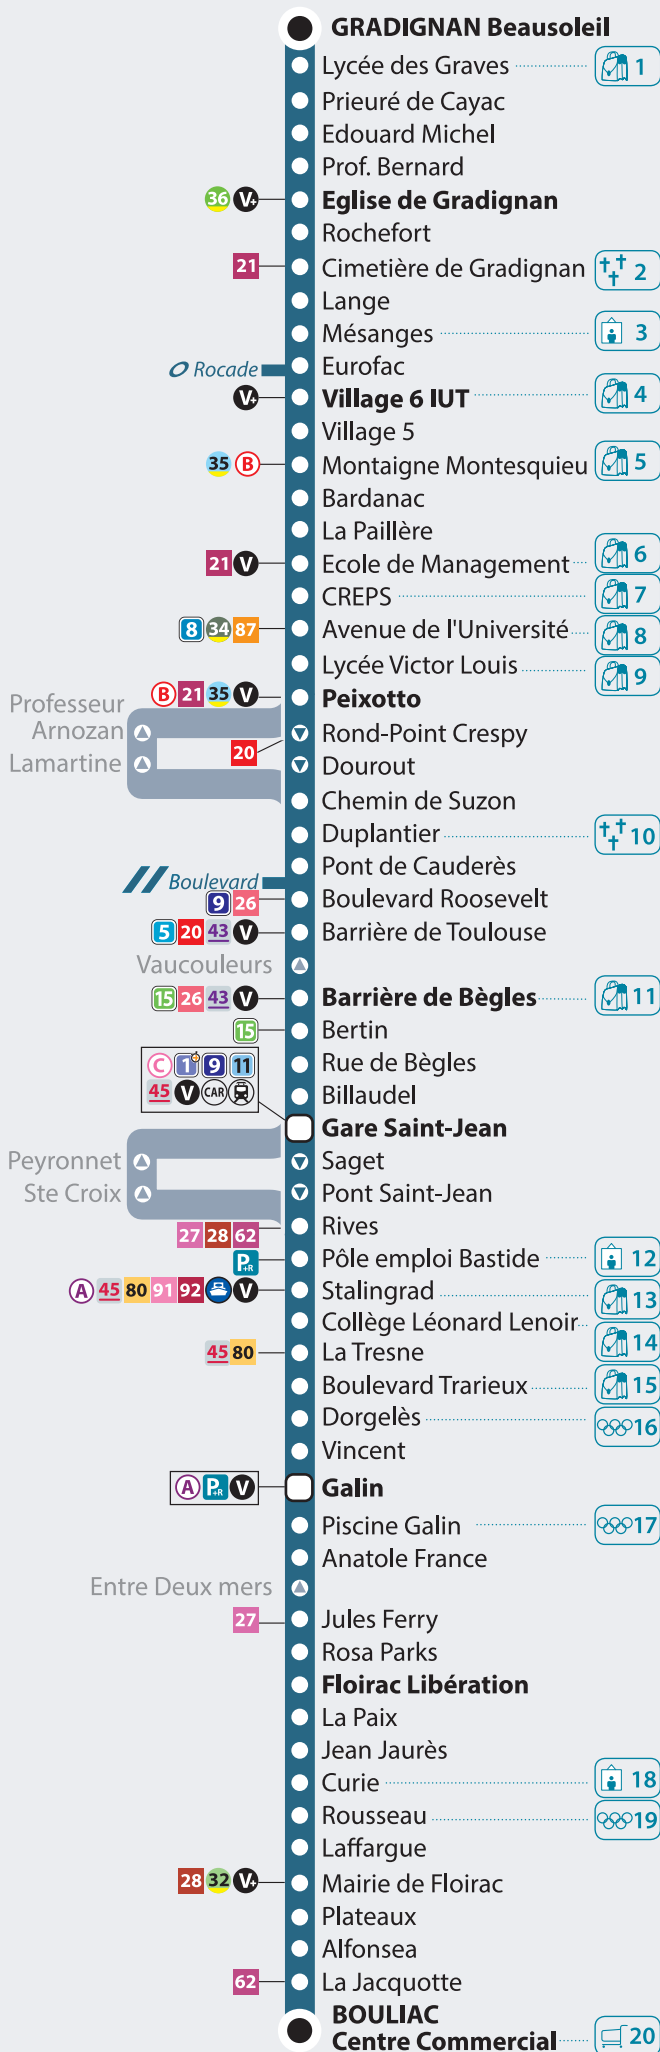 GRADIGNAN Beausoleil
Lycée des Graves 1
Prieuré de Cayac
Edouard Michel
Prof. Bernard
36 V+ Eglise de Gradignan
Rochefort
21 Cimetière de Gradignan 2
Lange
Mésanges 3
Rocade Eurofac
V+ Village 6 IUT 4
Village 5
35 B Montaigne Montesquieu 5
Bardanac
La Paillère
21 V Ecole de Management 6
CREPS 7
8 34 87 Avenue de l'Université 8
Lycée Victor Louis 9
B 21 35 V Peixotto
Professeur
Arnozan
20 Rond-Point Crespy
Lamartine Dourout
Chemin de Suzon
Duplantier 10
Pont de Cauderès
Boulevard
9 26 Boulevard Roosevelt
5 20 43 V Barrière de Toulouse
Vaucouleurs
15 26 43 V Barrière de Bègles 11
15 Bertin
C 1 9 11 Rue de Bègles
45 V CAR Billaudel
Gare Saint-Jean
Peyronnet Saget
Ste Croix Pont Saint-Jean
27 28 62 Rives
P+R Pôle emploi Bastide 12
A 45 80 91 92 V Stalingrad 13
Collège Léonard Lenoir 14
45 80 La Tresne
Boulevard Trarieux 15
Dorgelès 16
Vincent
A P+R V Galin
Piscine Galin 17
Anatole France
Entre Deux mers
27 Jules Ferry
Rosa Parks
Floirac Libération
La Paix
Jean Jaurès
Curie 18
Rousseau 19
Laffargue
28 32 V+ Mairie de Floirac
Plateaux
Alfonsea
62 La Jacquotte
BOULIAC
Centre Commercial 20